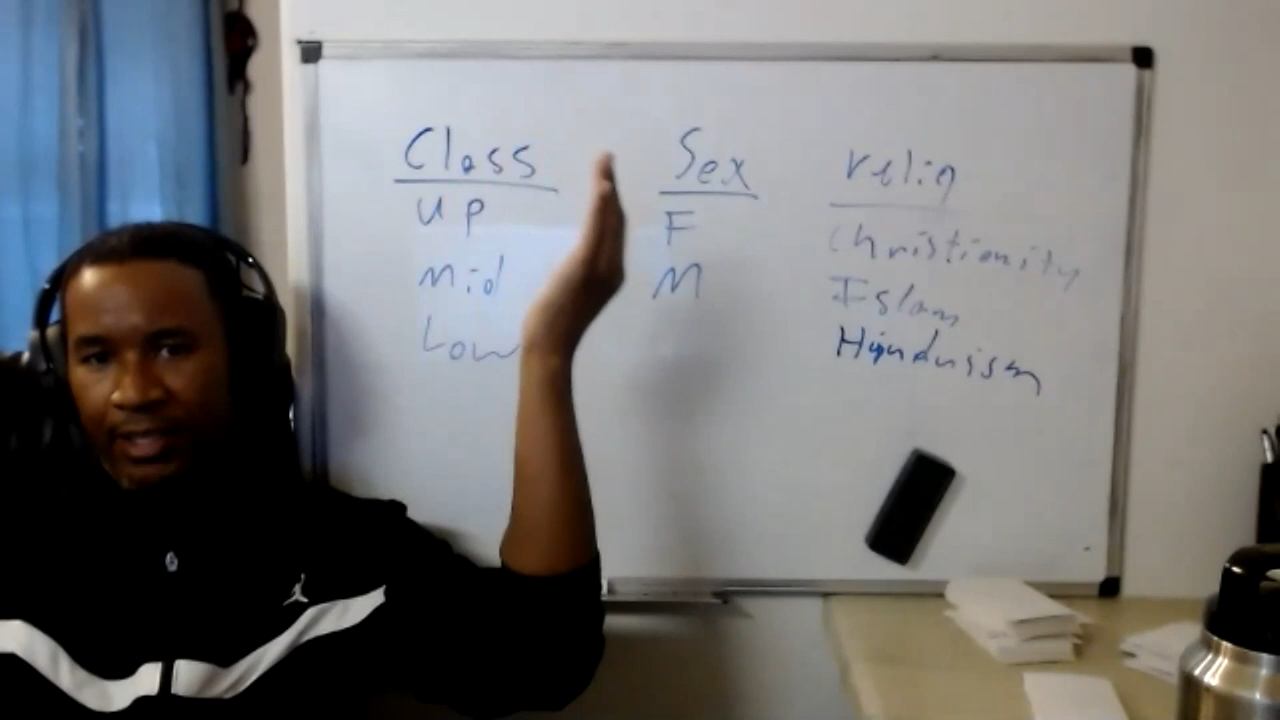 Class
UP
Mid
Low
Sex
F
M
relig
Christianity
Islam
Hinduism